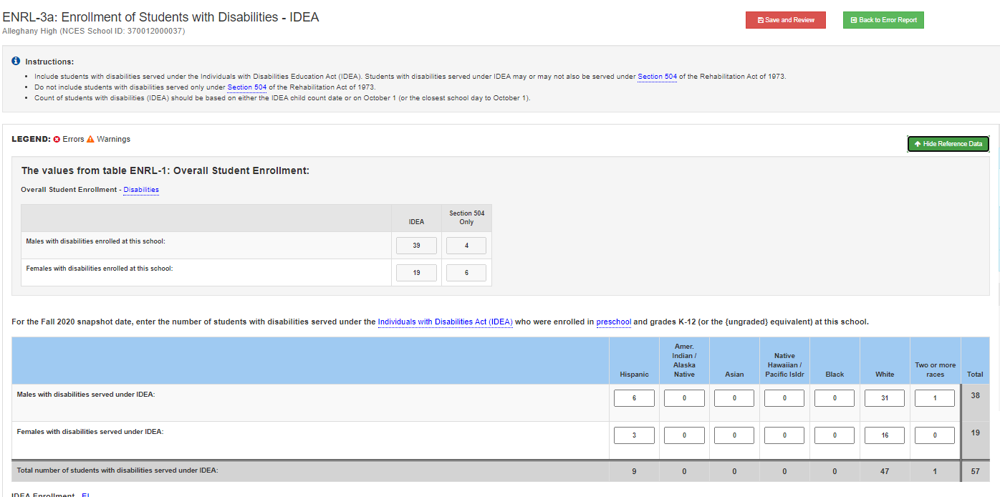 ENRL-3a: Enrollment of Students with Disabilities - IDEA
Alleghany High (NCES School ID: 370012000037)
Save and Review
Back to Error Report
Instructions:
• Include students with disabilities served under the Individuals with Disabilities Education Act (IDEA). Students with disabilities served under IDEA may or may not also be served under Section 504 of the Rehabilitation Act of 1973.
• Do not include students with disabilities served only under Section 504 of the Rehabilitation Act of 1973.
• Count of students with disabilities (IDEA) should be based on either the IDEA child count date or on October 1 (or the closest school day to October 1).
LEGEND: Errors Warnings
Hide Reference Data
The values from table ENRL-1: Overall Student Enrollment:
Overall Student Enrollment - Disabilities
IDEA
Section 504
Only
Males with disabilities enrolled at this school: 39 4
Females with disabilities enrolled at this school: 19 6
For the Fall 2020 snapshot date, enter the number of students with disabilities served under the Individuals with Disabilities Act (IDEA) who were enrolled in preschool and grades K-12 (or the {ungraded} equivalent) at this school.
Hispanic
Amer.
Indian /
Alaska
Native
Asian
Native
Hawaiian /
Pacific Isldr
Black
White
Two or more
races
Total
Males with disabilities served under IDEA: 6 0 0 0 0 31 1 38
Females with disabilities served under IDEA: 3 0 0 0 0 16 0 19
Total number of students with disabilities served under IDEA: 9 0 0 0 0 47 1 57
IDEA Enrollment - EL